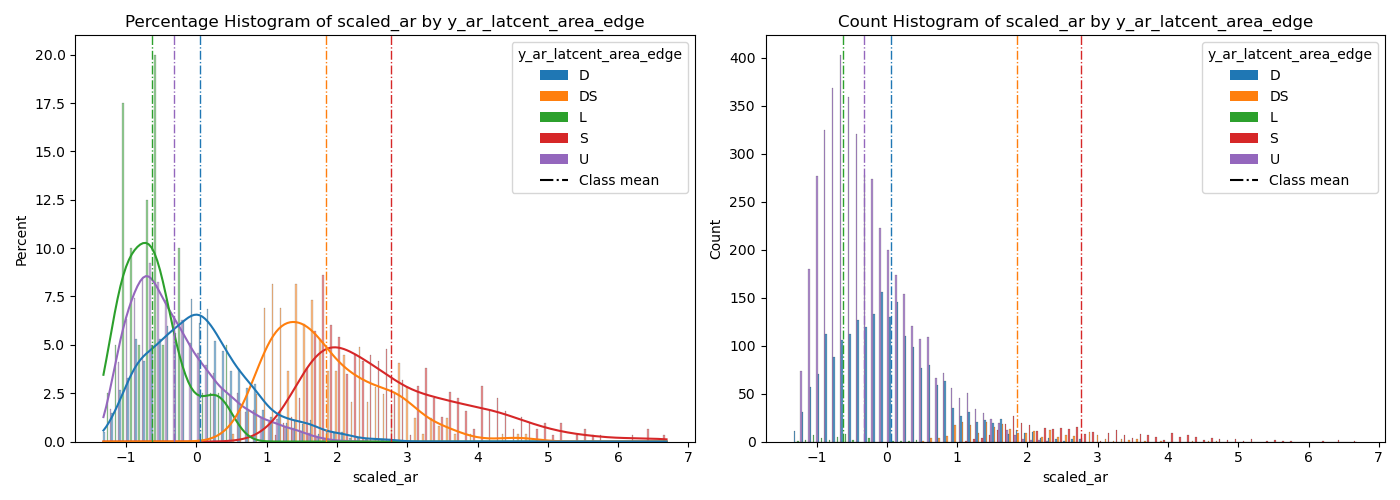 Percentage Histogram of scaled_ar by y_ar_latcent_area_edge
20.0
17.5
15.0
12.5
10.0
7.5
5.0
2.5
0.0
Percent
−1
0
1
2
3
4
5
6
7
scaled_ar
y_ar_latcent_area_edge
D
DS
L
S
U
Class mean
Count Histogram of scaled_ar by y_ar_latcent_area_edge
400
350
300
250
200
150
100
50
0
Count
−1
0
1
2
3
4
5
6
7
scaled_ar
y_ar_latcent_area_edge
D
DS
L
S
U
Class mean